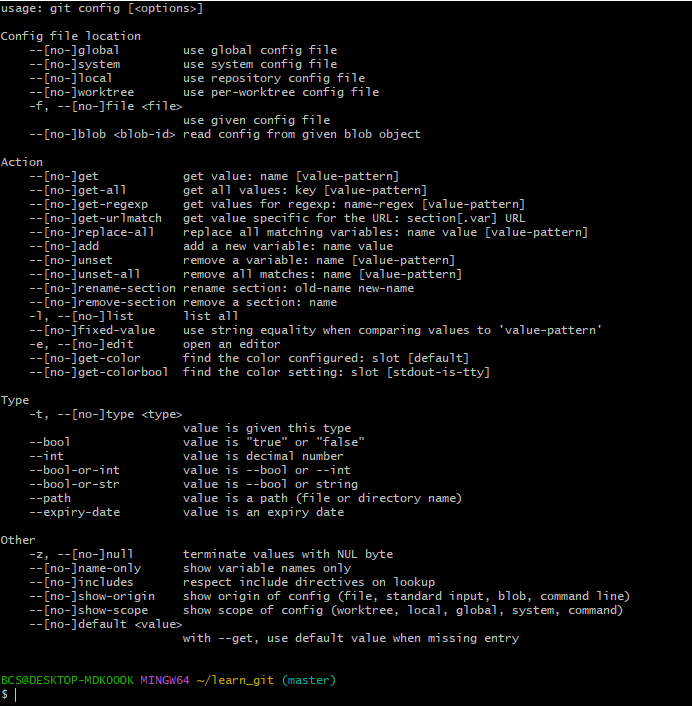 usage: git config [<options>]

Config file location
    --[no-]global         use global config file
    --[no-]system         use system config file
    --[no-]local          use repository config file
    --[no-]worktree       use per-worktree config file
    -f, --[no-]file <file>
                          use given config file
    --[no-]blob <blob-id> read config from given blob object

Action
    --[no-]get            get value: name [value-pattern]
    --[no-]get-all        get all values: key [value-pattern]
    --[no-]get-regexp     get values for regexp: name-regex [value-pattern]
    --[no-]get-urlmatch   get value specific for the URL: section[.var] URL
    --[no-]replace-all    replace all matching variables: name value [value-pattern]
    --[no-]add            add a new variable: name value
    --[no-]unset          remove a variable: name [value-pattern]
    --[no-]unset-all      remove all matches: name [value-pattern]
    --[no-]rename-section rename section: old-name new-name
    --[no-]remove-section remove a section: name
    -l, --[no-]list       list all
    --[no-]fixed-value    use string equality when comparing values to 'value-pattern'
    -e, --[no-]edit       open an editor
    --[no-]get-color      find the color configured: slot [default]
    --[no-]get-colorbool  find the color setting: slot [stdout-is-tty]

Type
    -t, --[no-]type <type>
                          value is given this type
    --bool                value is "true" or "false"
    --int                 value is decimal number
    --bool-or-int         value is --bool or --int
    --bool-or-str         value is --bool or string
    --path                value is a path (file or directory name)
    --expiry-date         value is an expiry date

Other
    -z, --[no-]null       terminate values with NUL byte
    --[no-]name-only      show variable names only
    --[no-]includes       respect include directives on lookup
    --[no-]show-origin    show origin of config (file, standard input, blob, command line)
    --[no-]show-scope     show scope of config (worktree, local, global, system, command)
    --[no-]default <value>
                          with --get, use default value when missing entry

BCS@DESKTOP-MDKOOOK MINGW64 ~/learn_git (master)
$